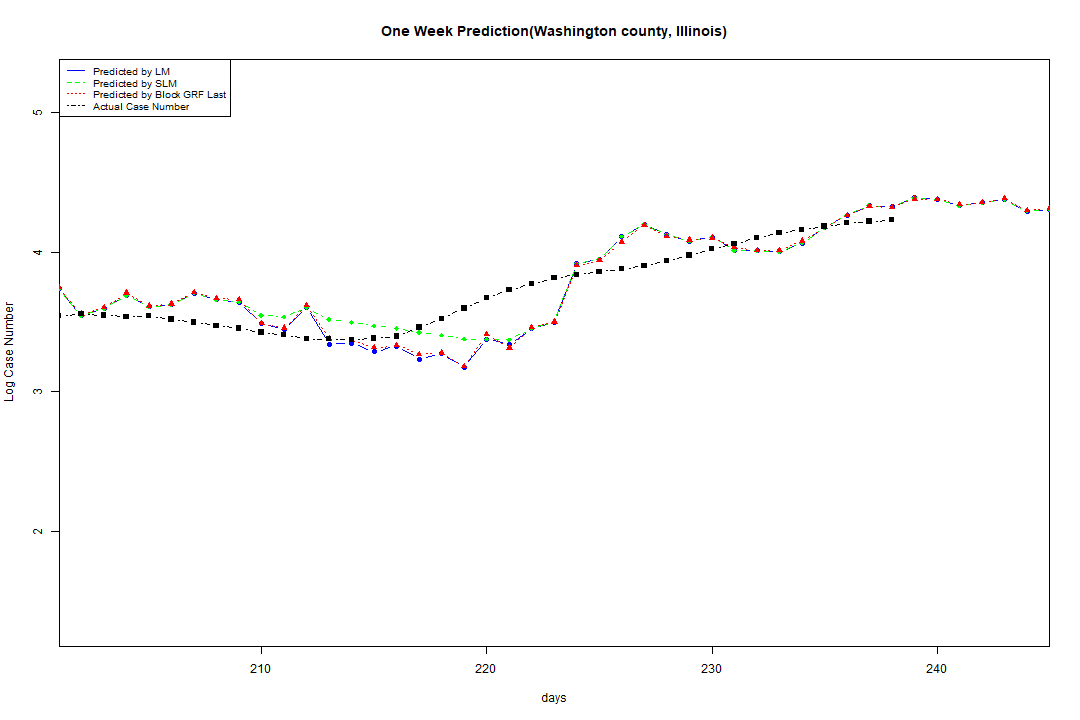 One Week Prediction(Washington county, Illinois)
Predicted by LM
Predicted by SLM
Predicted by Block GRF Last
Actual Case Number
5
4
3
2
Log Case Number
210 220 230 240
days